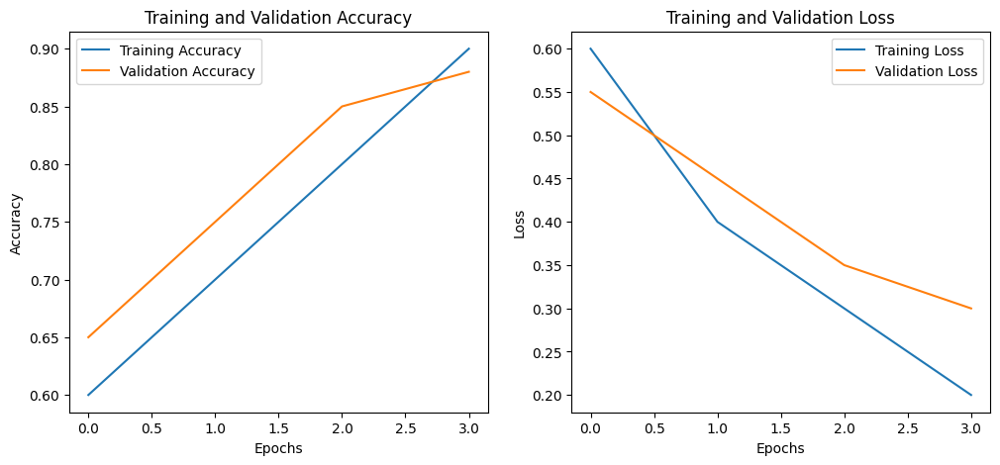 Training and Validation Accuracy
Training Accuracy
Validation Accuracy
0.90
0.85
0.80
0.75
0.70
0.65
0.60
Accuracy
0.0 0.5 1.0 1.5 2.0 2.5 3.0
Epochs
Training and Validation Loss
Training Loss
Validation Loss
0.60
0.55
0.50
0.45
0.40
0.35
0.30
0.25
0.20
Loss
0.0 0.5 1.0 1.5 2.0 2.5 3.0
Epochs